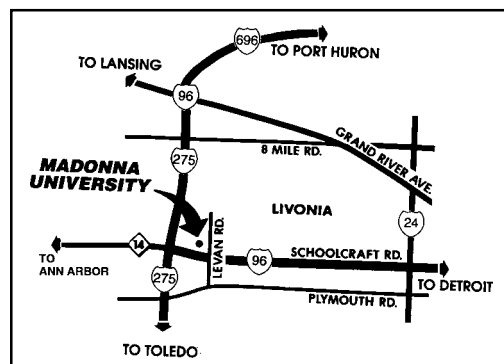 696
TO PORT HURON
TO LANSING
96
GRAND RIVER AVE.
8 MILE RD.
275
MADONNA
UNIVERSITY
LIVONIA
24
LEVAN RD.
14
SCHOOLCRAFT RD.
96
TO
ANN ARBOR
275
TO DETROIT
PLYMOUTH RD.
TO TOLEDO